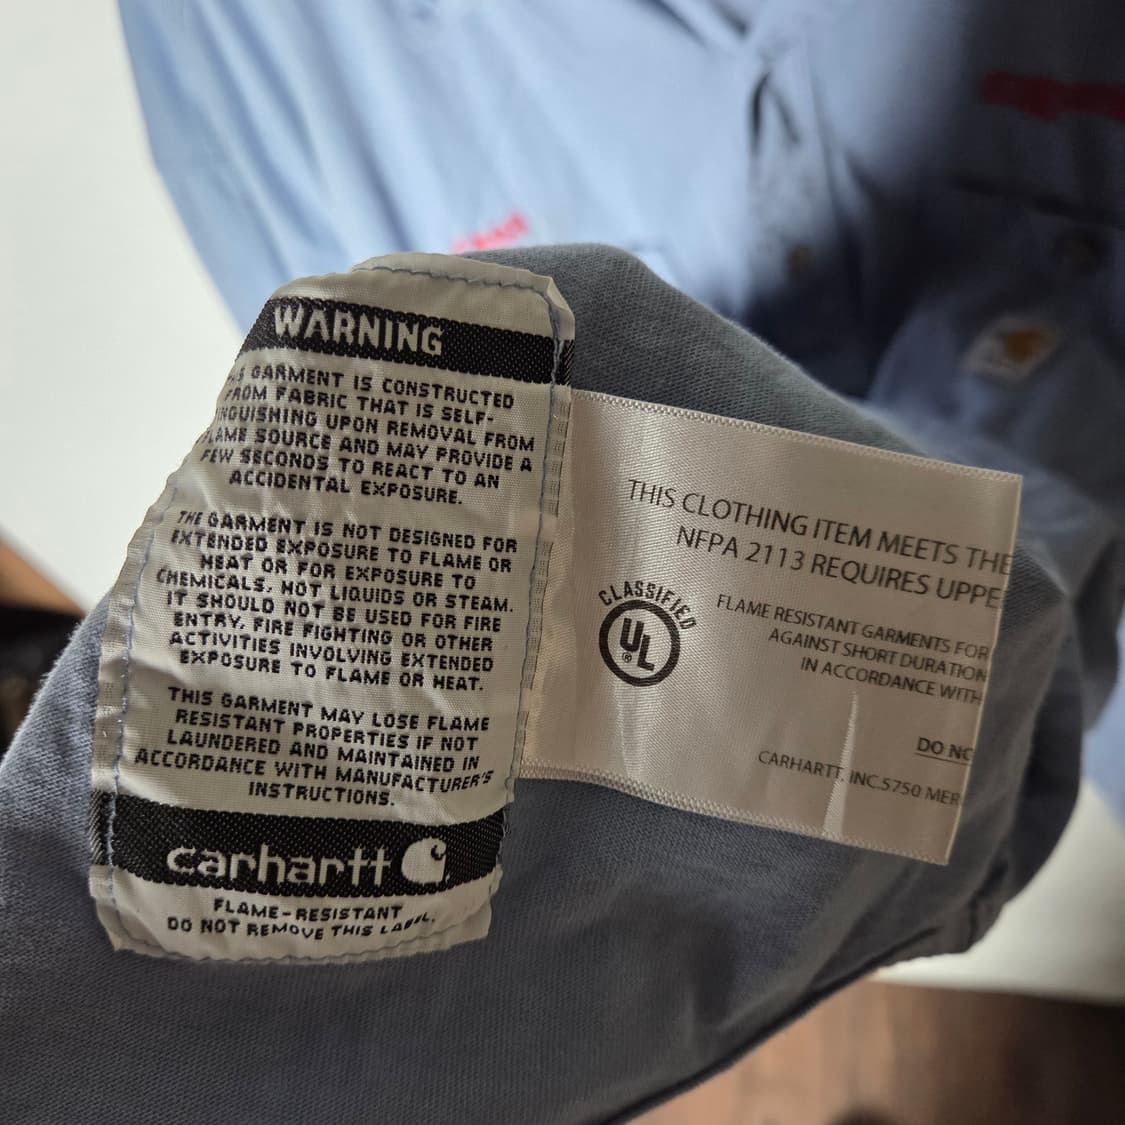 WARNING
GARMENT IS CONSTRUCTED
FROM FABRIC THAT IS SELF-
UPON REMOVAL FROM
FLAME SOURCE AND MAY PROVIDE A
FEW SECONDS TO REACT TO AN
ACCIDENTAL EXPOSURE.
THE GARMENT IS NOT DESIGNED FOR
EXTENDED EXPOSURE TO FLAME OR
HEAT OR FOR EXPOSURE TO
CHEMICALS, HOT LIQUIDS OR STEAM.
IT SHOULD NOT BE USED FOR FIRE
ENTRY, FIRE FIGHTING OR OTHER
ACTIVITIES INVOLVING EXTENDED
EXPOSURE TO FLAME OR HEAT.
THIS GARMENT MAY LOSE FLAME
RESISTANT PROPERTIES IF NOT
LAUNDERED AND MAINTAINED IN
ACCORDANCE WITH MANUFACTURER'S
INSTRUCTIONS.
carhartt
FLAME-RESISTANT
DO NOT REMOVE THIS LABEL.
THIS CLOTHING ITEM MEETS THE
NFPA 2113 REQUIRES UPPE
CLASSIFIED
UL
FLAME RESISTANT GARMENTS FOR
AGAINST SHORT DURATION
IN ACCORDANCE WITH
DO NO
CARHARTT, INC.5750 MER